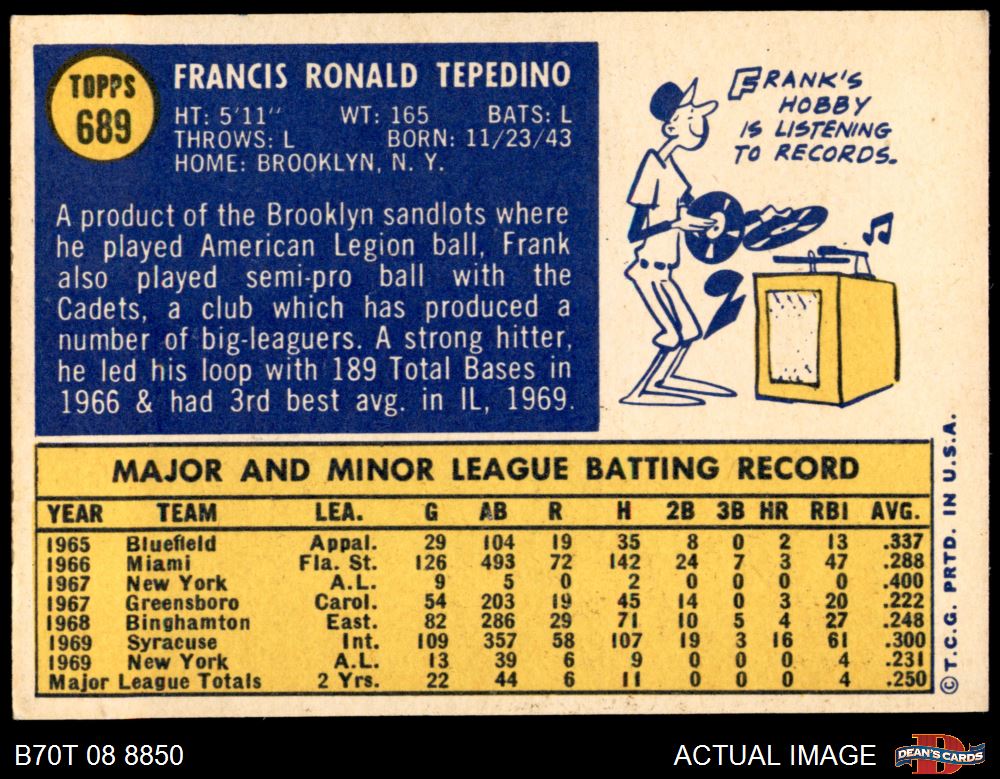 TOPPS
689
FRANCIS RONALD TEPEDINO
HT: 5'11" WT: 165 BATS: L
THROWS: L BORN: 11/23/43
HOME: BROOKLYN, N. Y.
A product of the Brooklyn sandlots where
he played American Legion ball, Frank
also played semi-pro ball with the
Cadets, a club which has produced a
number of big-leaguers. A strong hitter,
he led his loop with 189 Total Bases in
1966 & had 3rd best avg. in IL, 1969.
FRANK'S
HOBBY
IS LISTENING
TO RECORDS.
MAJOR AND MINOR LEAGUE BATTING RECORD
YEAR TEAM LEA. G AB R H 2B 3B HR RBI AVG.
1965 Bluefield Appal. 29 104 19 35 8 0 2 13 .337
1966 Miami Fla. St. 126 493 72 142 24 7 3 47 .288
1967 New York A.L. 9 5 0 2 0 0 0 0 .400
1967 Greensboro Carol. 54 203 19 45 14 0 3 20 .222
1968 Binghamton East. 82 286 29 71 10 5 4 27 .248
1969 Syracuse Int. 109 357 58 107 19 3 16 61 .300
1969 New York A.L. 13 39 6 9 0 0 0 4 .231
Major League Totals 2 Yrs. 22 44 6 11 0 0 0 4 .250
© T.C.G. PRTD. IN U.S.A.
B70T 08 8850
ACTUAL IMAGE
D
DEAN'S CARDS